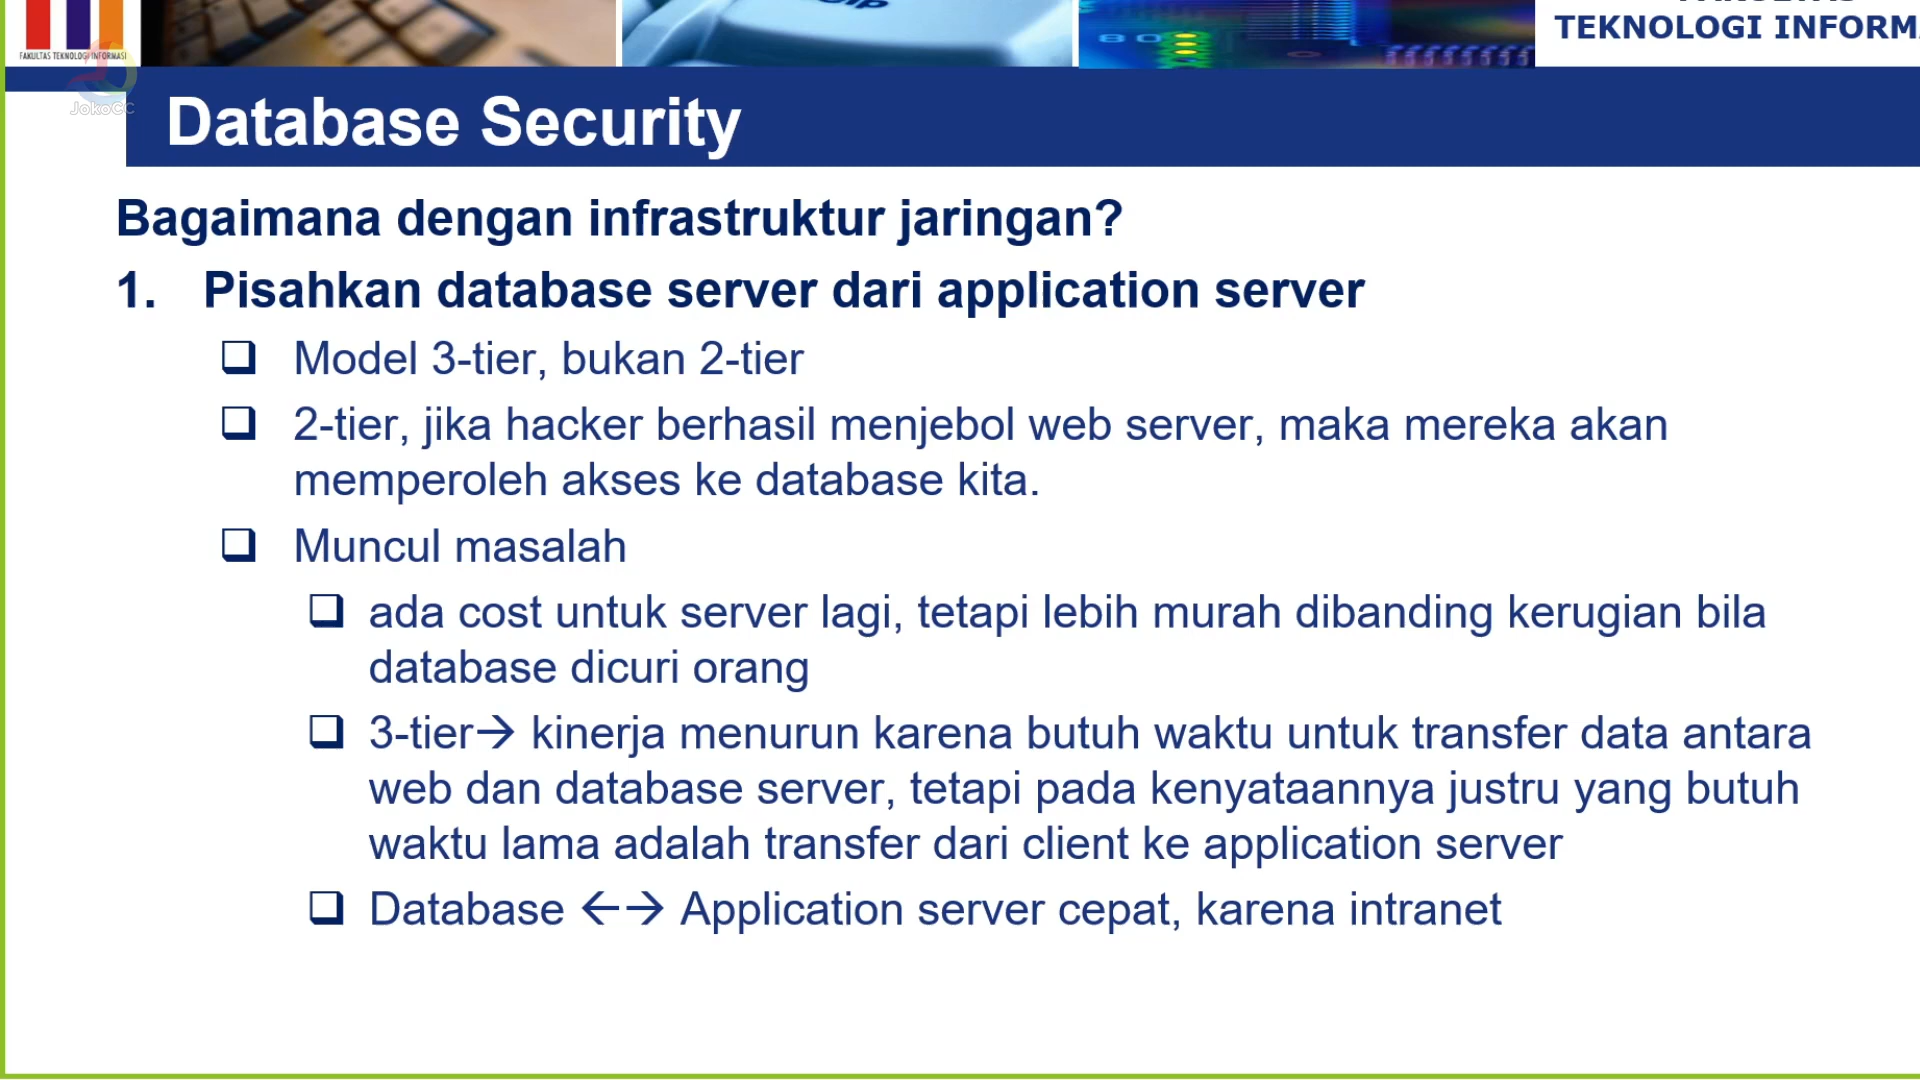 TEKNOLOGI INFORM
FAKULTAS TEKNOLOGI INFORMASI
JokoCC
Database Security
Bagaimana dengan infrastruktur jaringan?
1. Pisahkan database server dari application server
❑ Model 3-tier, bukan 2-tier
❑ 2-tier, jika hacker berhasil menjebol web server, maka mereka akan
memperoleh akses ke database kita.
❑ Muncul masalah
❑ ada cost untuk server lagi, tetapi lebih murah dibanding kerugian bila
database dicuri orang
❑ 3-tier→ kinerja menurun karena butuh waktu untuk transfer data antara
web dan database server, tetapi pada kenyataannya justru yang butuh
waktu lama adalah transfer dari client ke application server
❑ Database ←→ Application server cepat, karena intranet